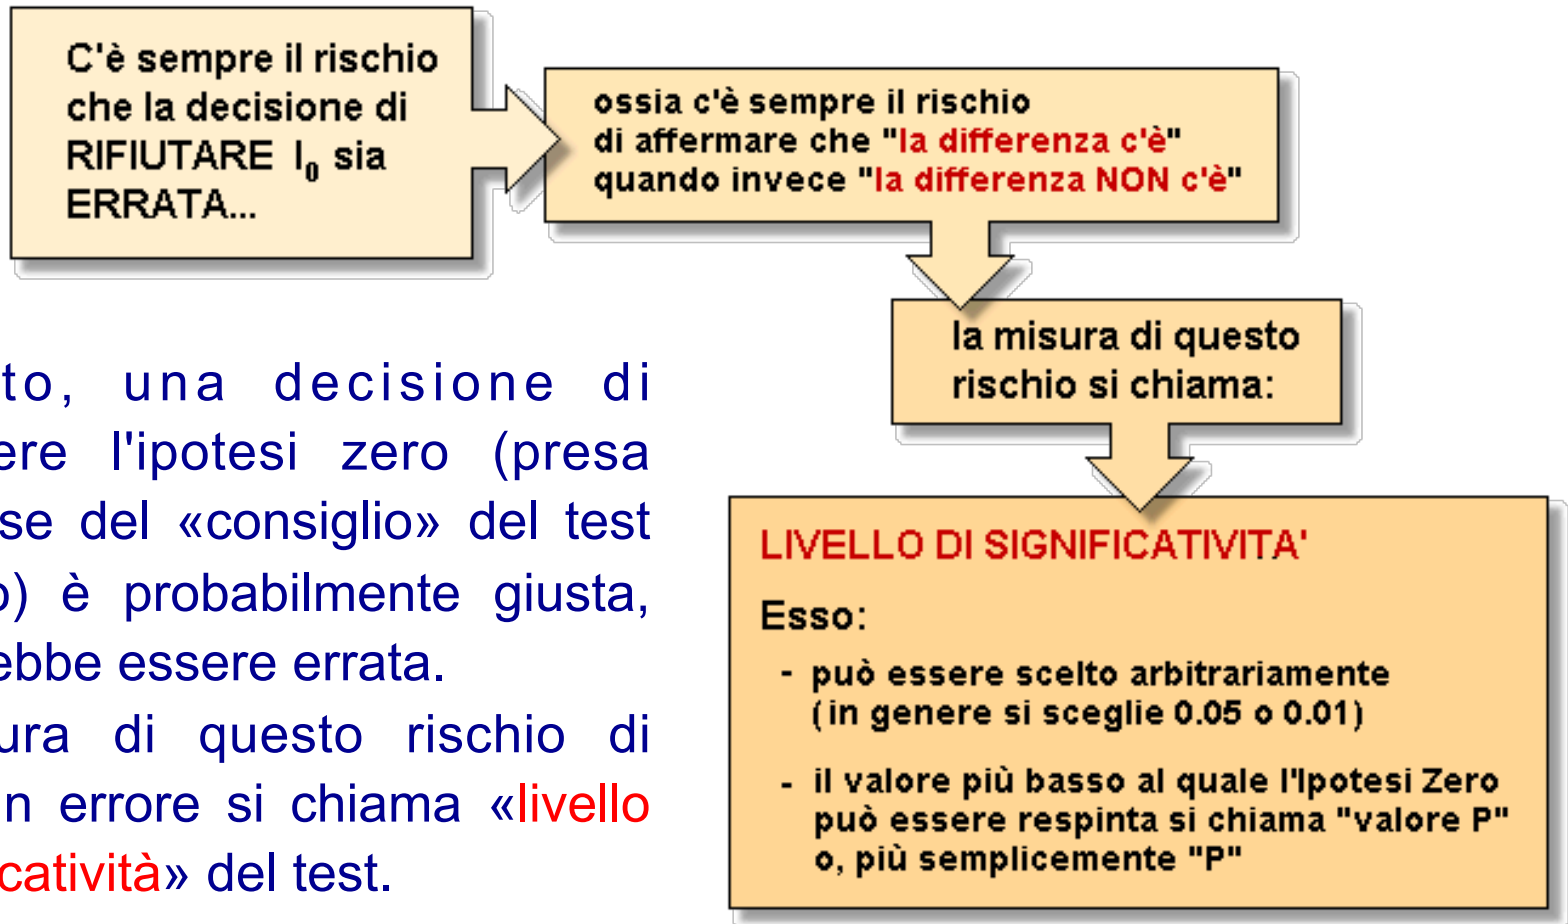 C'è sempre il rischio
che la decisione di
RIFIUTARE I₀ sia
ERRATA...
ossia c'è sempre il rischio
di affermare che "la differenza c'è"
quando invece "la differenza NON c'è"
la misura di questo
rischio si chiama:
LIVELLO DI SIGNIFICATIVITA'
Esso:
- può essere scelto arbitrariamente
(in genere si sceglie 0.05 o 0.01)
- il valore più basso al quale l'Ipotesi Zero
può essere respinta si chiama "valore P"
o, più semplicemente "P"
to, una decisione di
ere l'ipotesi zero (presa
se del «consiglio» del test
o) è probabilmente giusta,
ebbe essere errata.
ura di questo rischio di
n errore si chiama «livello
icatività» del test.